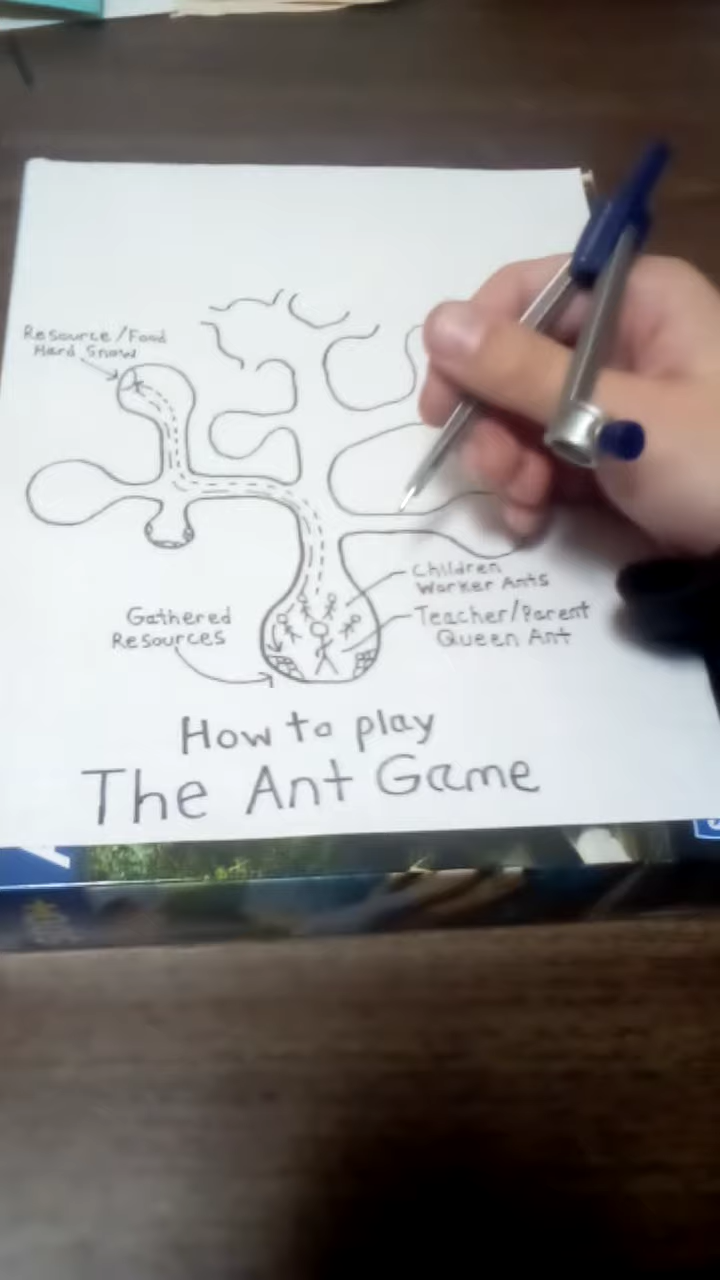 Resource/Food
Hard Snow
Children
Worker Ants
Gathered
Resources
Teacher/Parent
Queen Ant
How to play
The Ant Game